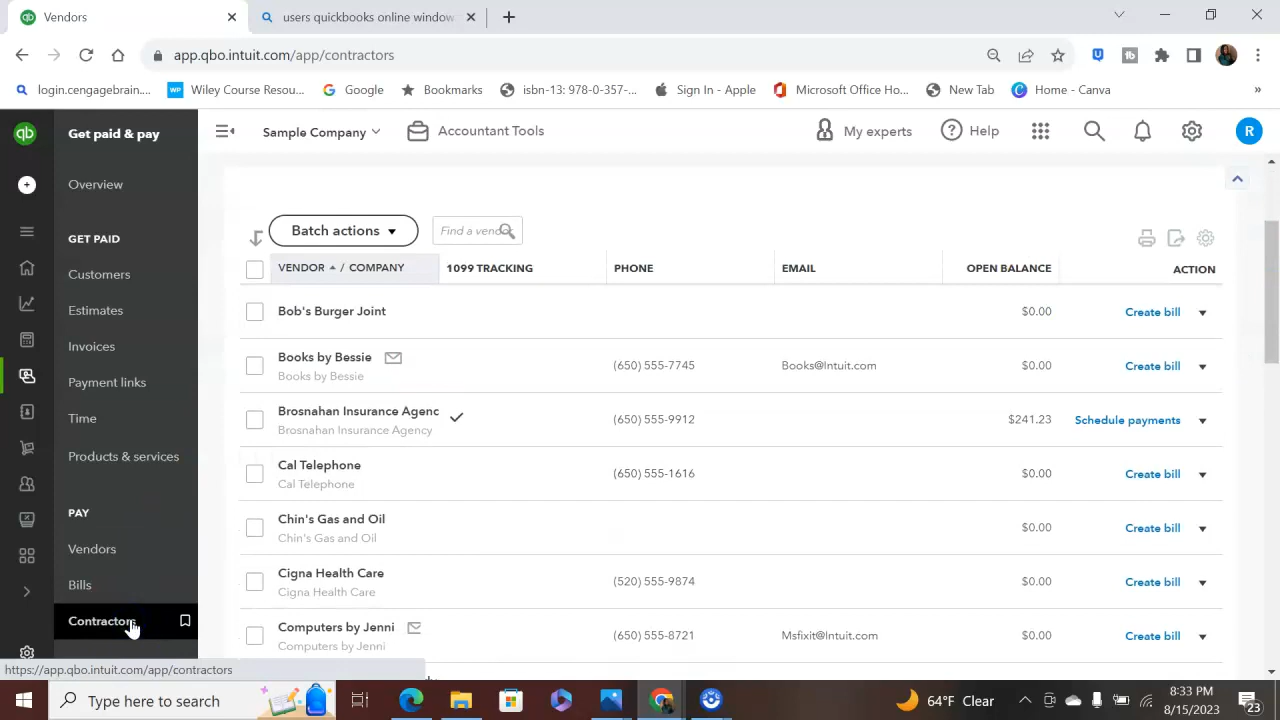 Vendors
users quickbooks online window
app.qbo.intuit.com/app/contractors
login.cengagebrain....
WP
Wiley Course Resou...
Google
Bookmarks
isbn-13: 978-0-357-...
Sign In - Apple
Microsoft Office Ho...
New Tab
Home - Canva
»
qb
Get paid & pay
Sample Company
Accountant Tools
My experts
Help
R
Overview
GET PAID
Customers
Estimates
Invoices
Payment links
Time
Products & services
PAY
Vendors
Bills
Contractors
Batch actions
Find a vendo
VENDOR / COMPANY 1099 TRACKING PHONE EMAIL OPEN BALANCE ACTION
Bob's Burger Joint $0.00 Create bill
Books by Bessie (650) 555-7745 Books@Intuit.com $0.00 Create bill
Books by Bessie
Brosnahan Insurance Agenc (650) 555-9912 $241.23 Schedule payments
Brosnahan Insurance Agency
Cal Telephone (650) 555-1616 $0.00 Create bill
Cal Telephone
Chin's Gas and Oil $0.00 Create bill
Chin's Gas and Oil
Cigna Health Care (520) 555-9874 $0.00 Create bill
Cigna Health Care
Computers by Jenni (650) 555-8721 Msfixit@Intuit.com $0.00 Create bill
Computers by Jenni
https://app.qbo.intuit.com/app/contractors
Type here to search
64°F Clear
8:33 PM
8/15/2023
23